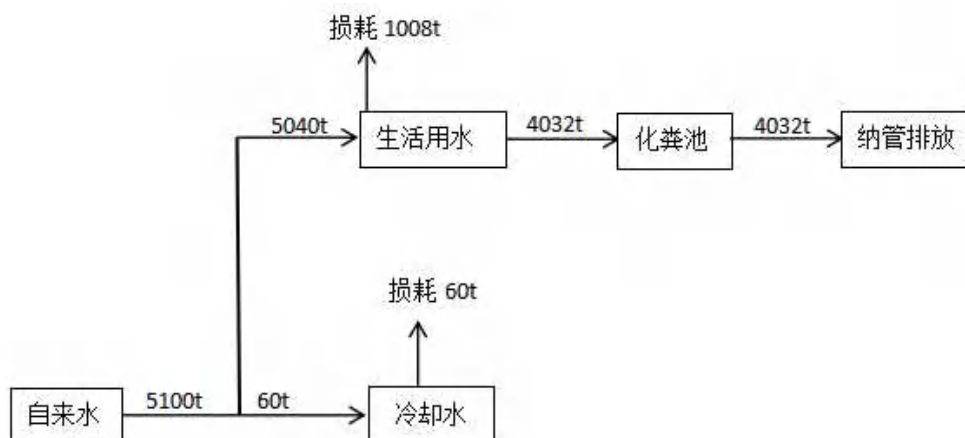 损耗 1008t
5040t
生活用水
4032t
化粪池
4032t
纳管排放
损耗 60t
自来水
5100t
60t
冷却水